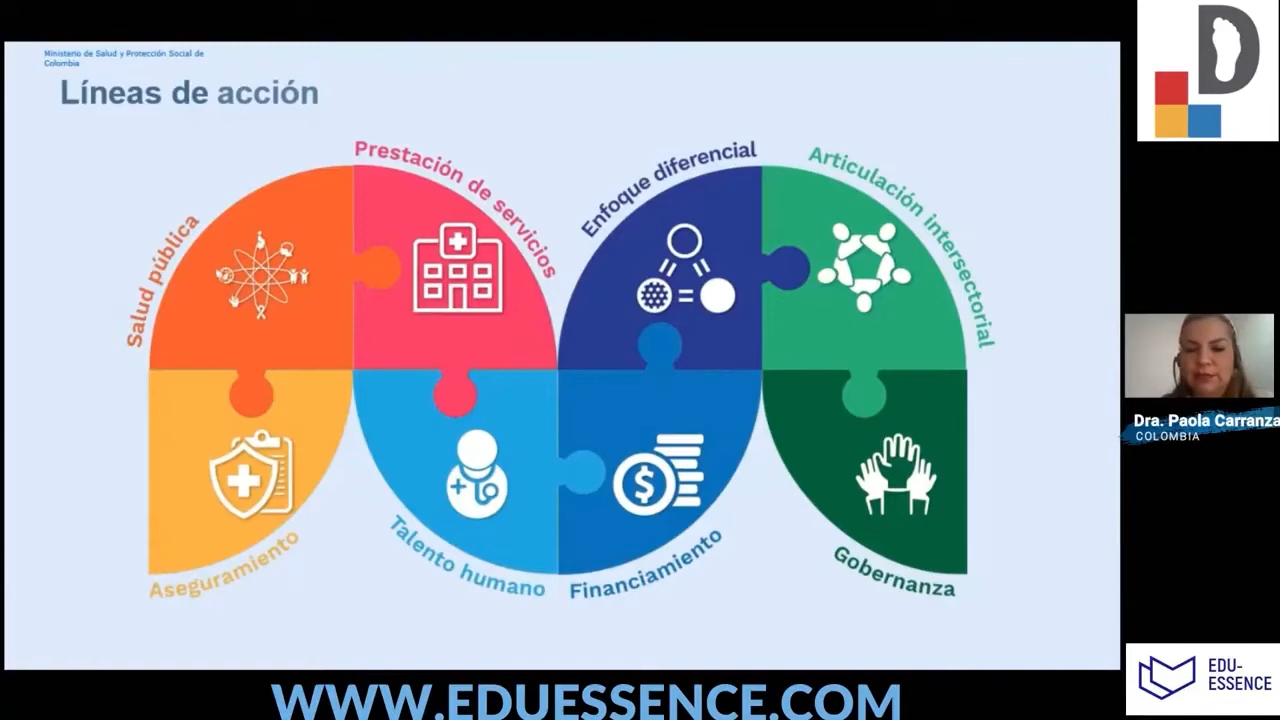 Ministerio de Salud y Protección Social de
Colombia
Líneas de acción
Salud pública
Prestación de servicios
Enfoque diferencial
Articulación intersectorial
Aseguramiento
Talento humano
Financiamiento
Gobernanza
D
Dra. Paola Carranza
COLOMBIA
EDU-
ESSENCE
WWW.EDUESSENCE.COM